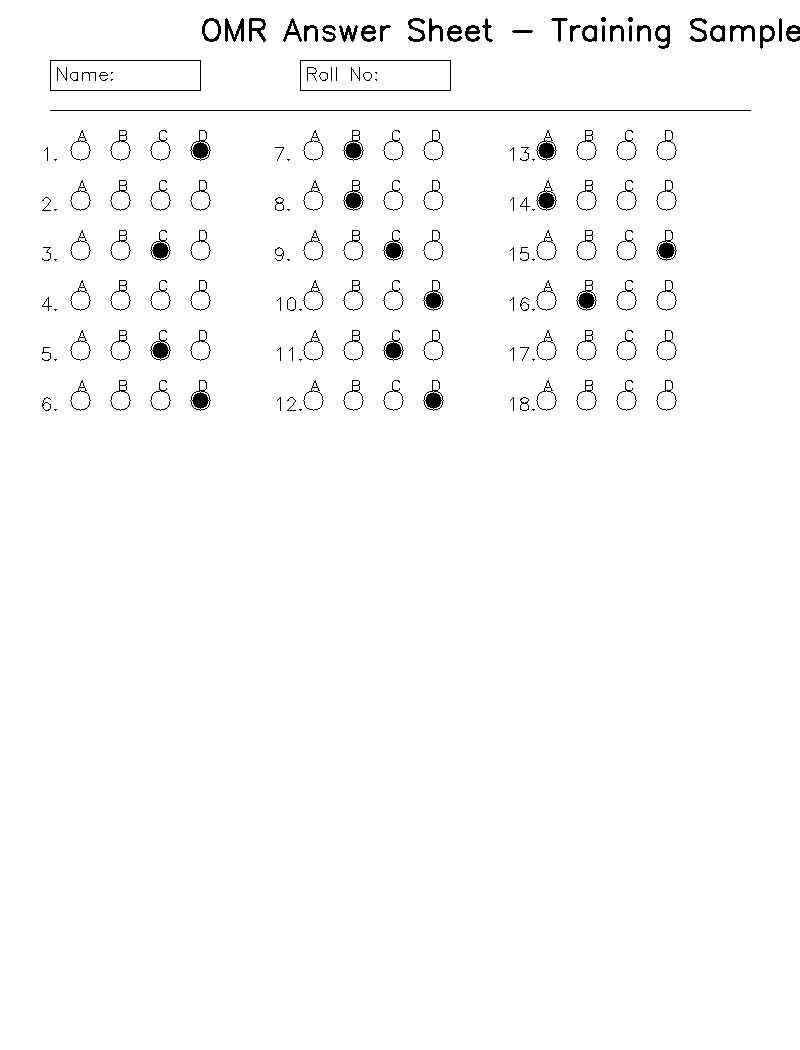 OMR Answer Sheet - Training Sample
Name: Roll No:
A B C D A B C D A B C D
1. 7. 13.
A B C D A B C D A B C D
2. 8. 14.
A B C D A B C D A B C D
3. 9. 15.
A B C D A B C D A B C D
4. 10. 16.
A B C D A B C D A B C D
5. 11. 17.
A B C D A B C D A B C D
6. 12. 18.